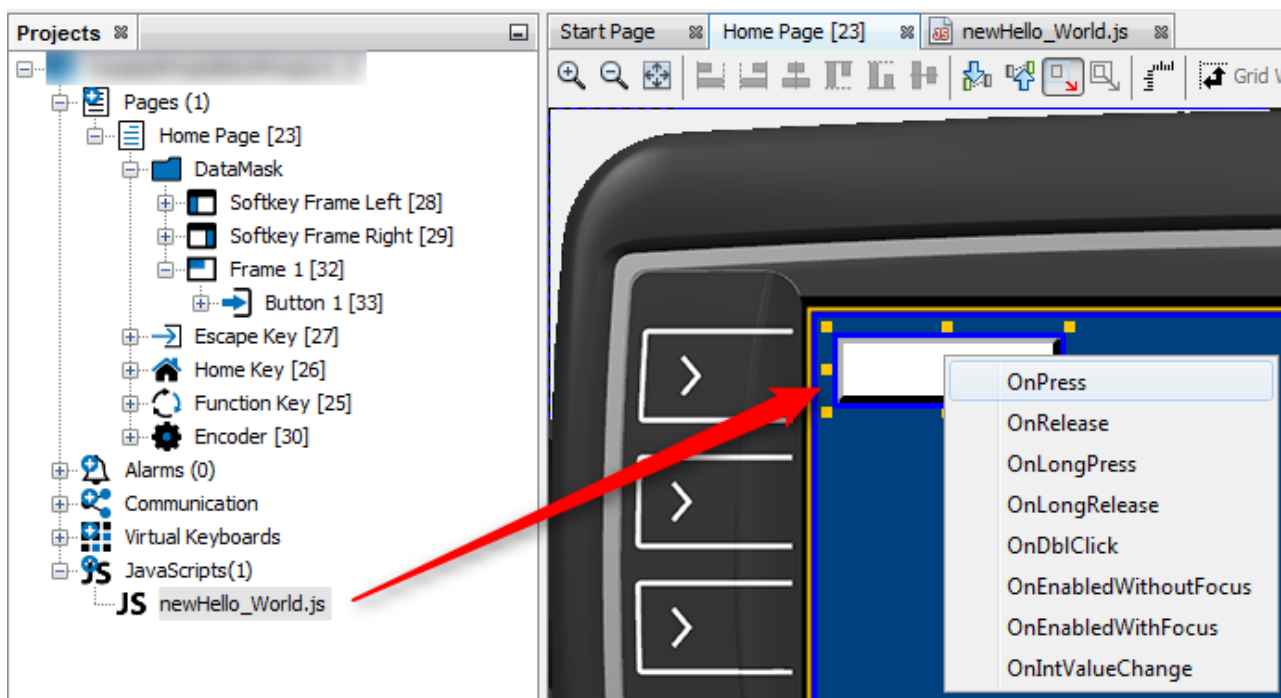 Projects
Pages (1)
Home Page [23]
DataMask
Softkey Frame Left [28]
Softkey Frame Right [29]
Frame 1 [32]
Button 1 [33]
Escape Key [27]
Home Key [26]
Function Key [25]
Encoder [30]
Alarms (0)
Communication
Virtual Keyboards
JS JavaScripts(1)
JS newHello_World.js
Start Page Home Page [23] JS newHello_World.js
Grid
OnPress
OnRelease
OnLongPress
OnLongRelease
OnDblClick
OnEnabledWithoutFocus
OnEnabledWithFocus
OnIntValueChange